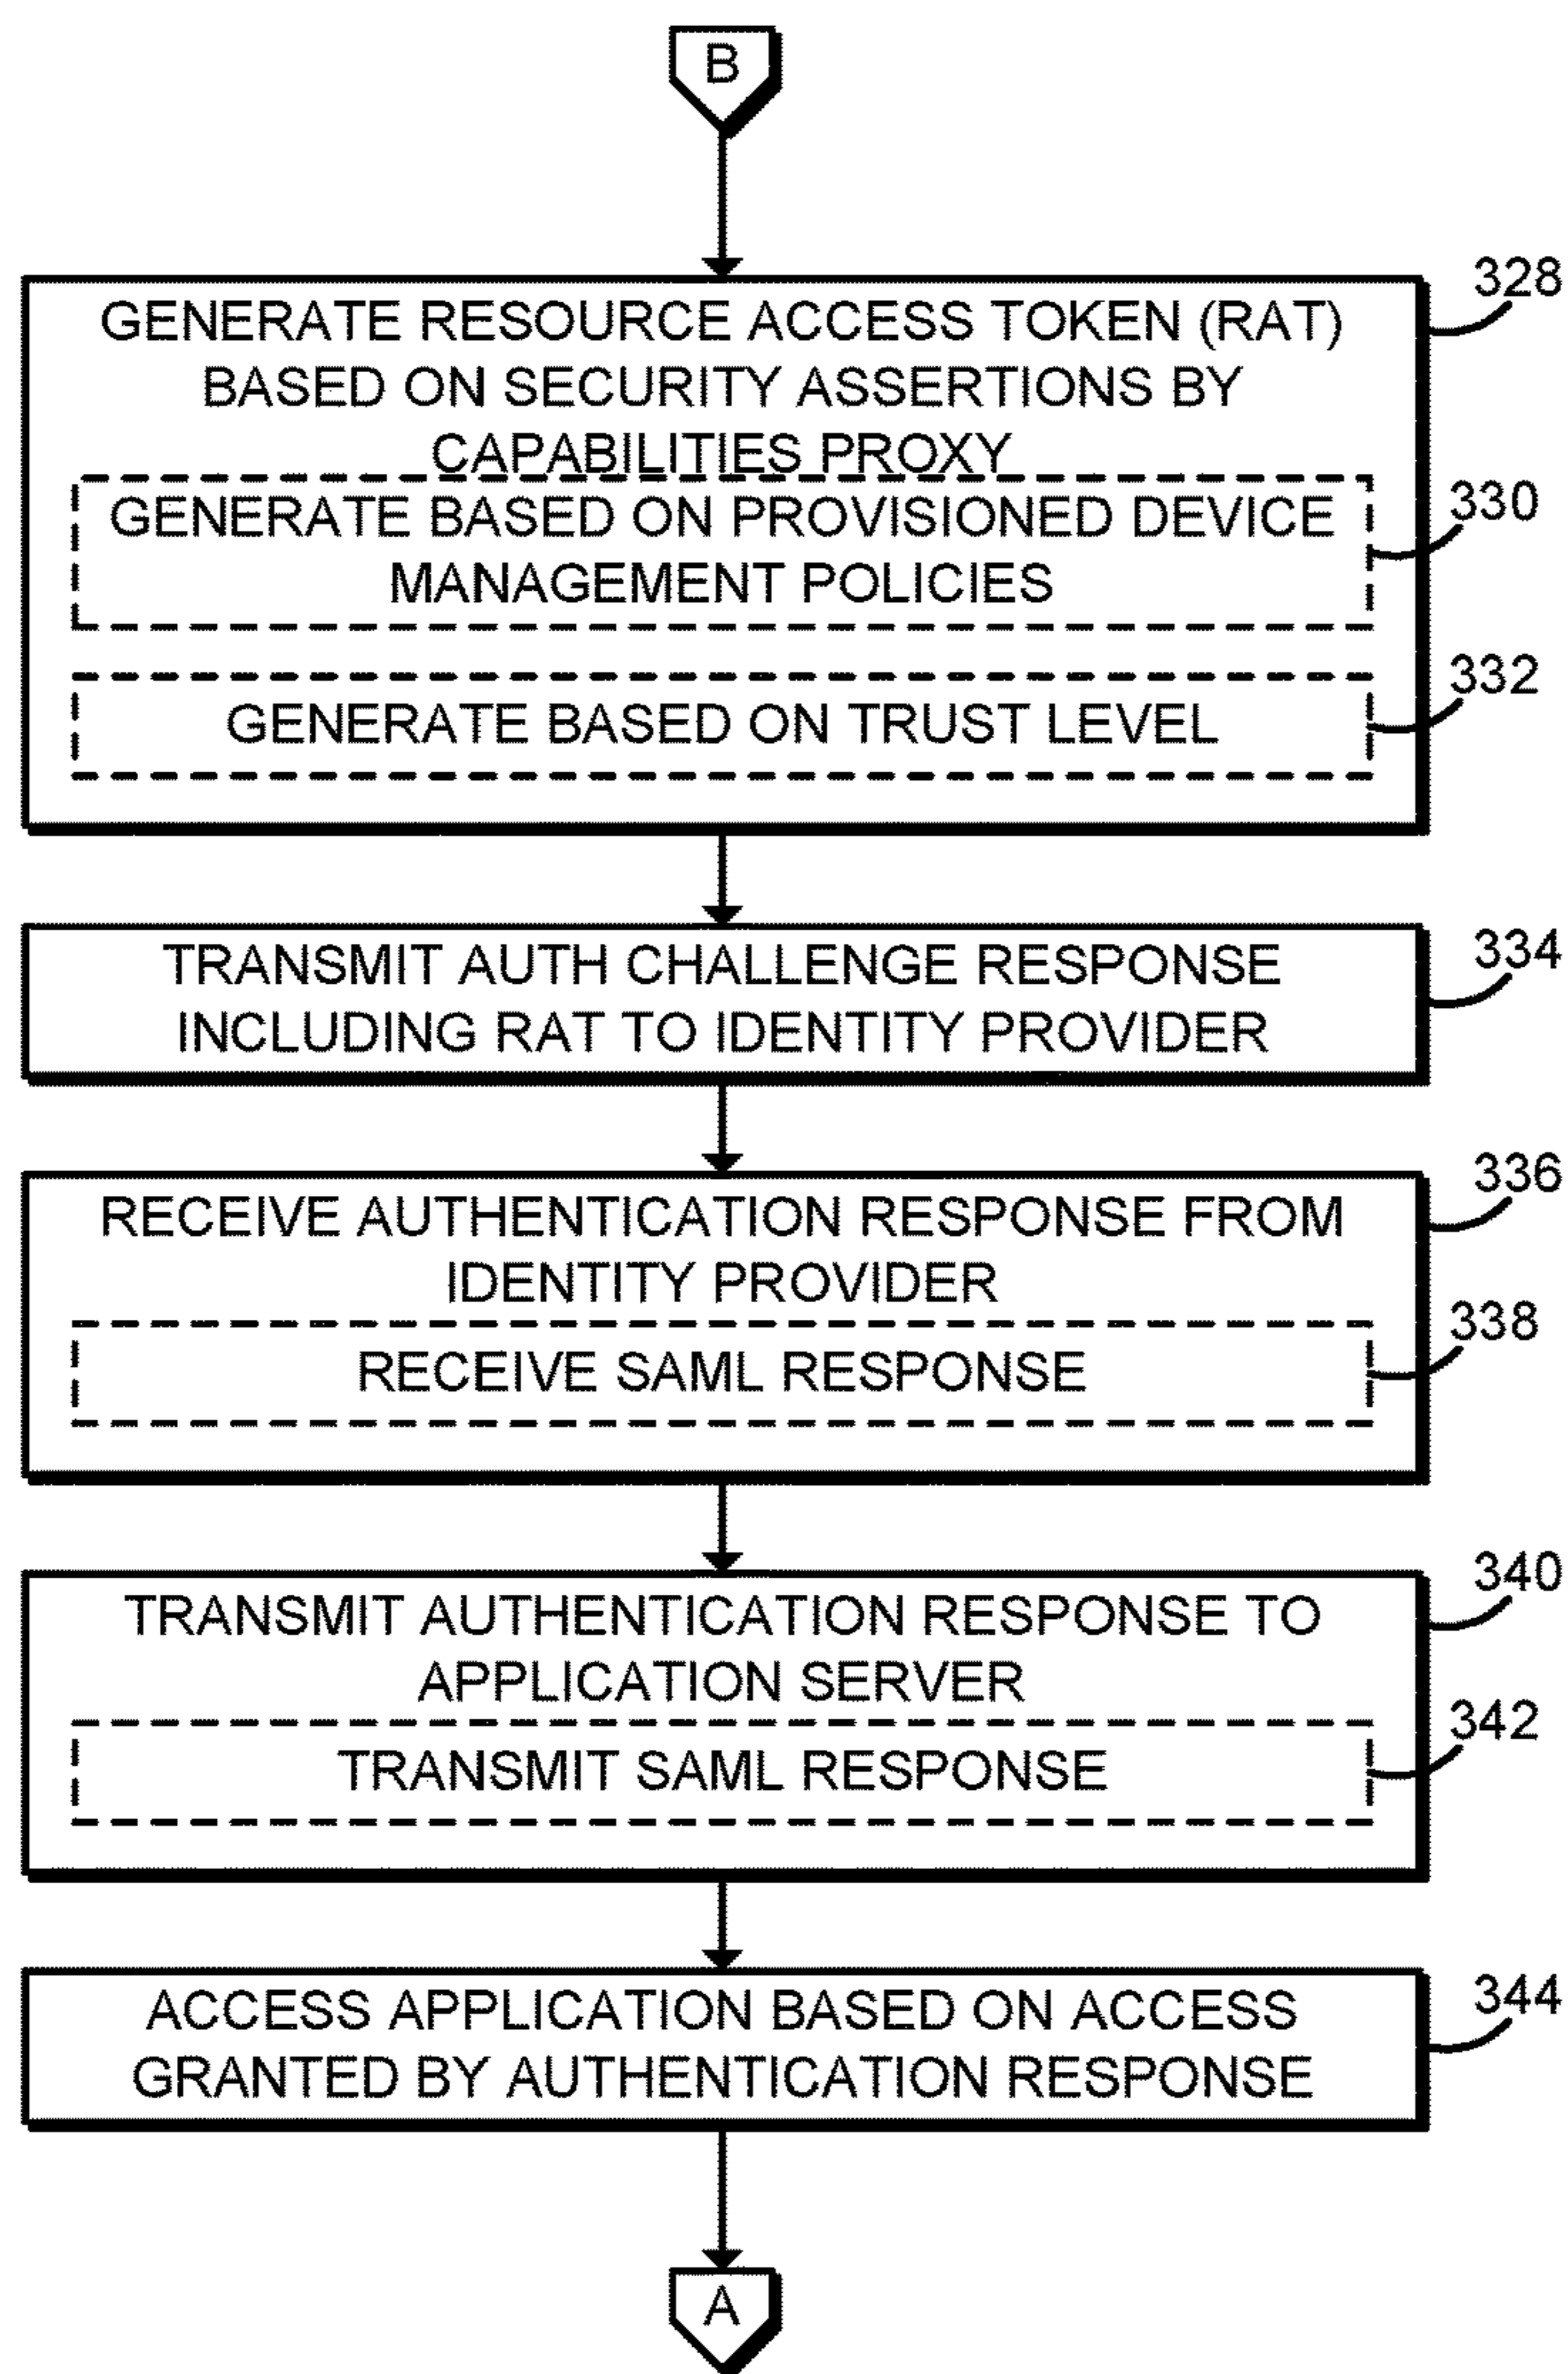 B
328
GENERATE RESOURCE ACCESS TOKEN (RAT)
BASED ON SECURITY ASSERTIONS BY
CAPABILITIES PROXY
330
GENERATE BASED ON PROVISIONED DEVICE
MANAGEMENT POLICIES
332
GENERATE BASED ON TRUST LEVEL
334
TRANSMIT AUTH CHALLENGE RESPONSE
INCLUDING RAT TO IDENTITY PROVIDER
336
RECEIVE AUTHENTICATION RESPONSE FROM
IDENTITY PROVIDER
338
RECEIVE SAML RESPONSE
340
TRANSMIT AUTHENTICATION RESPONSE TO
APPLICATION SERVER
342
TRANSMIT SAML RESPONSE
344
ACCESS APPLICATION BASED ON ACCESS
GRANTED BY AUTHENTICATION RESPONSE
A